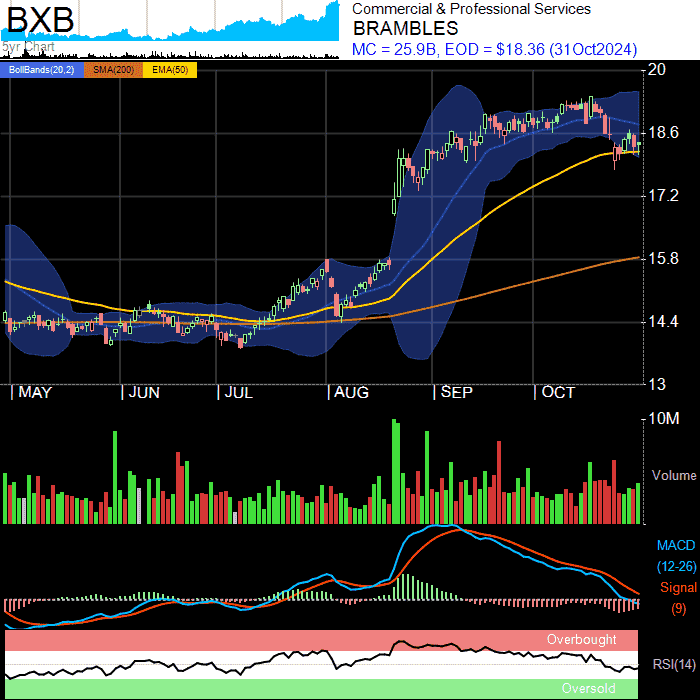 BXB
5yr Chart
Commercial & Professional Services
BRAMBLES
MC = 25.9B, EOD = $18.36 (31Oct2024)
BollBands(20,2) SMA(200) EMA(50)
20
18.6
17.2
15.8
14.4
13
MAY JUN JUL AUG SEP OCT
10M
Volume
MACD
(12-26)
Signal
(9)
Overbought
RSI(14)
Oversold